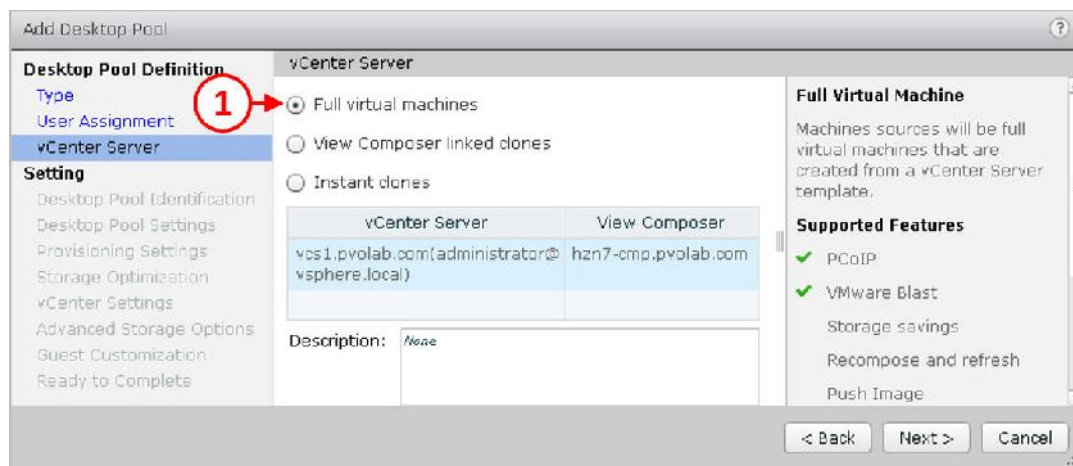 Add Desktop Pool
?
Desktop Pool Definition
Type
User Assignment
vCenter Server
Setting
Desktop Pool Identification
Desktop Pool Settings
Provisioning Settings
Storage Optimization
vCenter Settings
Advanced Storage Options
Guest Customization
Ready to Complete
vCenter Server
1
Full virtual machines
View Composer linked clones
Instant clones
vCenter Server View Composer
vcs1.pvolab.com(administrator@ hzn7-cmp.pvolab.com
vsphere.local)
Description: None
Full Virtual Machine
Machines sources will be full
virtual machines that are
created from a vCenter Server
template.
Supported Features
PCoIP
VMware Blast
Storage savings
Recompose and refresh
Push Image
< Back Next > Cancel